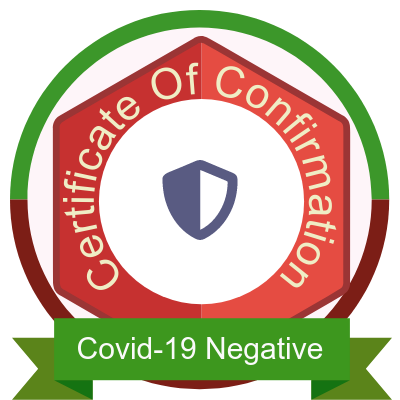 Certificate Of Confirmation
Covid-19 Negative